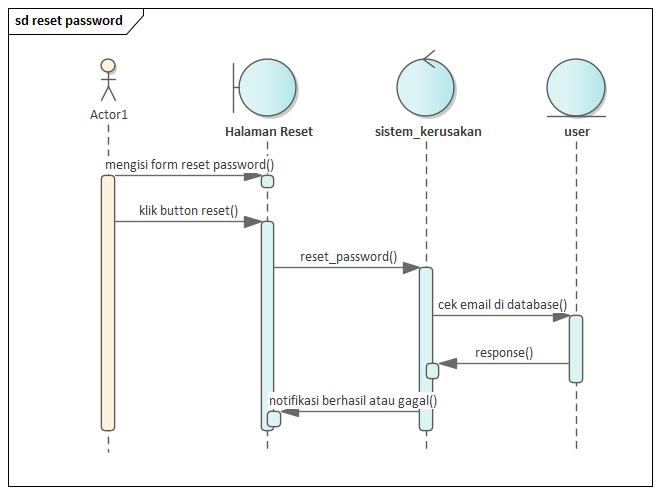 sd reset password
Actor1
Halaman Reset
sistem_kerusakan
user
mengisi form reset password()
klik button reset()
reset_password()
cek email di database()
response()
notifikasi berhasil atau gagal()